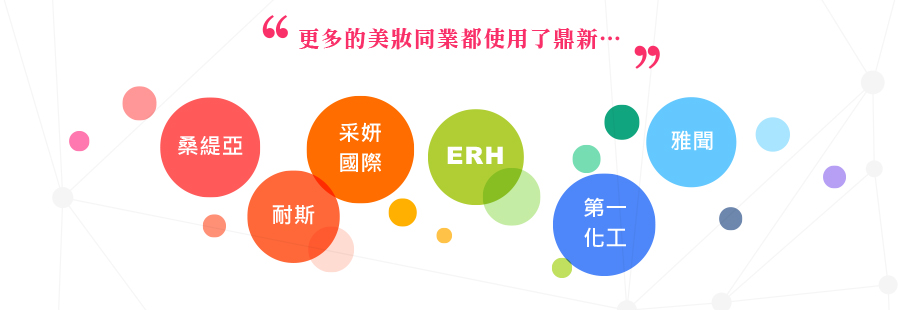 “更多的美妝同業都使用了鼎新…”
桑緹亞
采妍
國際
ERH
雅聞
耐斯
第一
化工